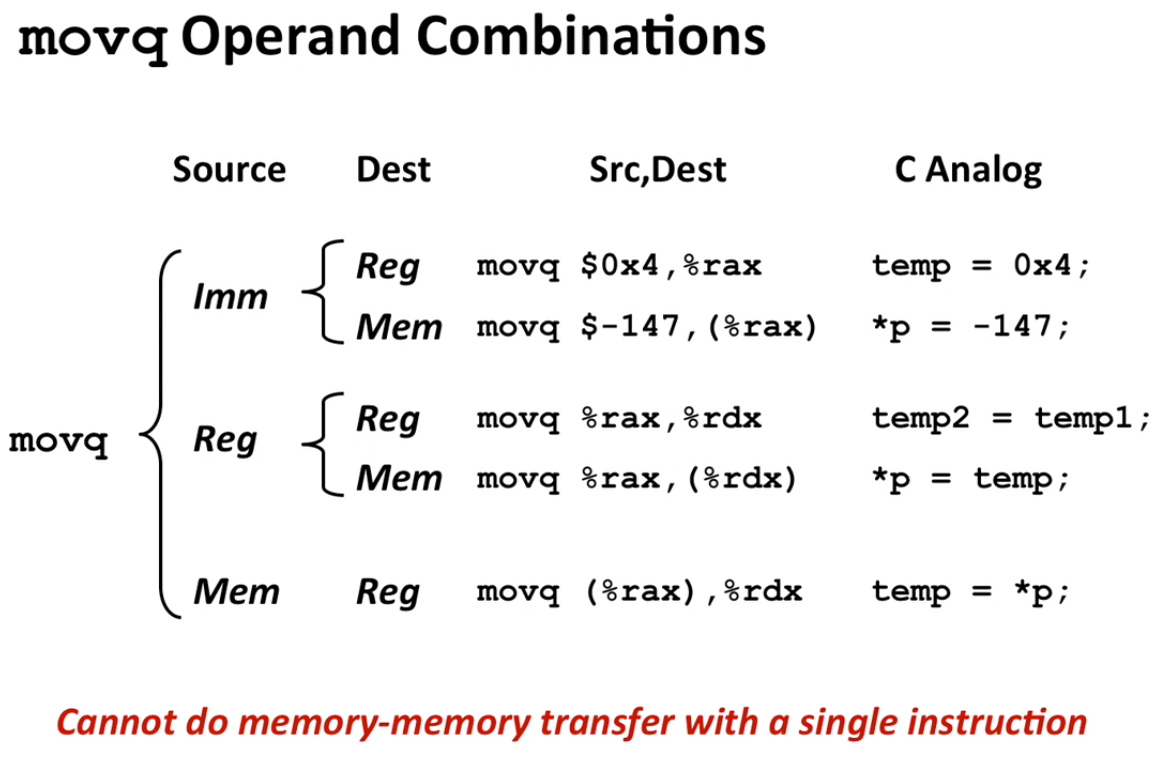 movq Operand Combinations
Source Dest Src,Dest C Analog
Imm
Reg movq $0x4,%rax temp = 0x4;
Mem movq $-147,(%rax) *p = -147;
movq
Reg
Reg movq %rax,%rdx temp2 = temp1;
Mem movq %rax,(%rdx) *p = temp;
Mem Reg movq (%rax),%rdx temp = *p;
Cannot do memory-memory transfer with a single instruction